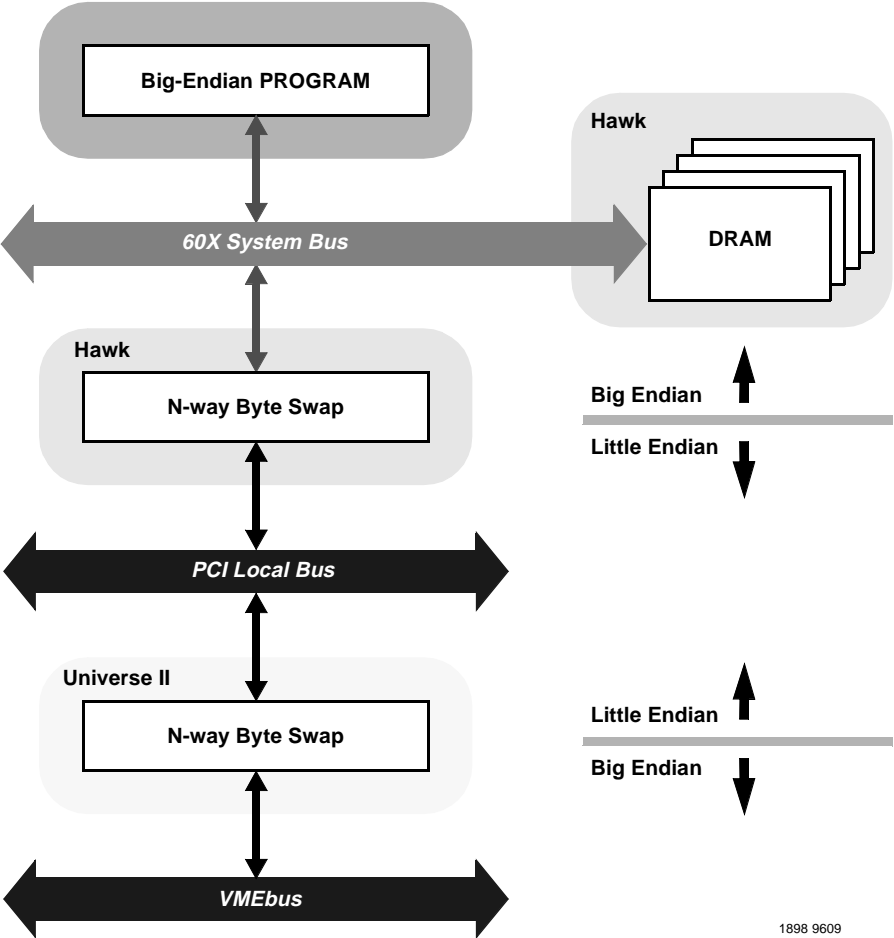 Big-Endian PROGRAM
Hawk
DRAM
60X System Bus
Hawk
N-way Byte Swap
Big Endian
Little Endian
PCI Local Bus
Universe II
N-way Byte Swap
Little Endian
Big Endian
VMEbus
1898 9609